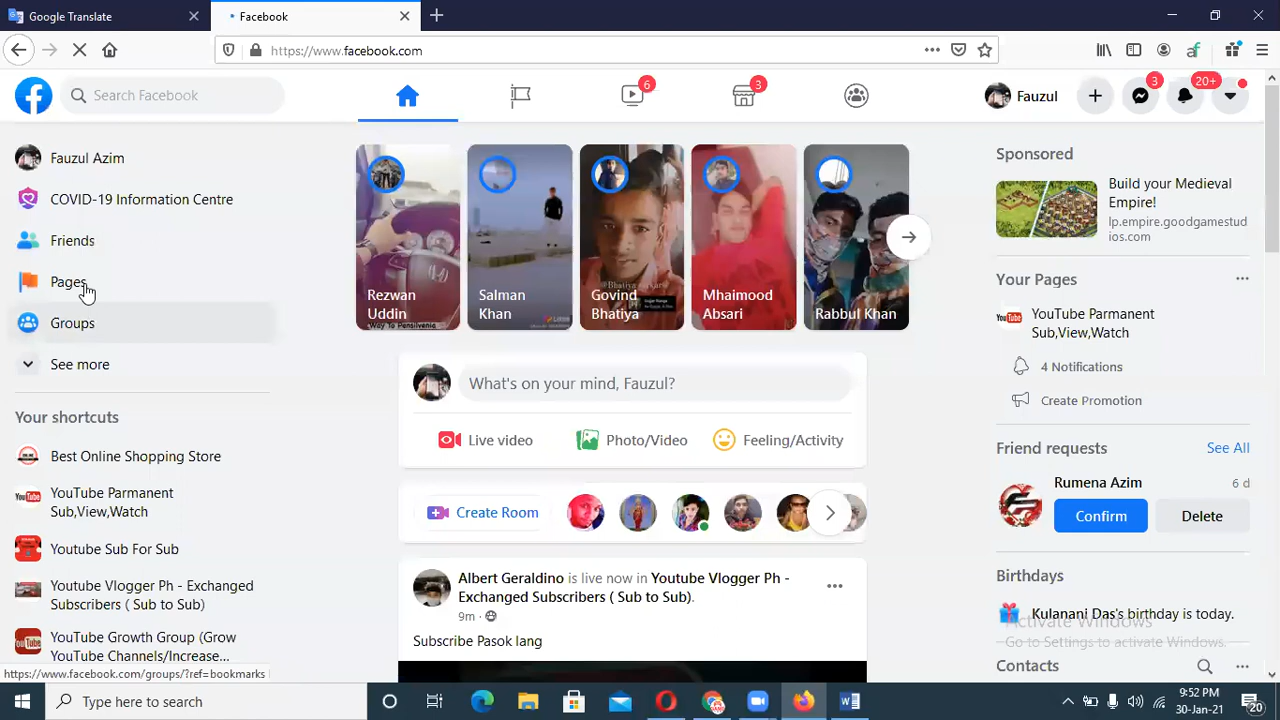 Google Translate
Facebook
https://www.facebook.com
Search Facebook
6
3
Fauzul
3
20+
Fauzul Azim
COVID-19 Information Centre
Friends
Pages
Groups
See more
Your shortcuts
Best Online Shopping Store
YouTube Parmanent
Sub,View,Watch
Youtube Sub For Sub
Youtube Vlogger Ph - Exchanged
Subscribers ( Sub to Sub)
YouTube Growth Group (Grow
YouTube Channels/Increase...
https://www.facebook.com/groups/?ref=bookmarks
Rezwan
Uddin
Way To Pensilvenia
Salman
Khan
@Bhatiya
Govind
Bhatiya
Mhaimood
Absari
Rabbul Khan
What's on your mind, Fauzul?
Live video
Photo/Video
Feeling/Activity
Create Room
Albert Geraldino is live now in Youtube Vlogger Ph -
Exchanged Subscribers ( Sub to Sub).
9m
Subscribe Pasok lang
Sponsored
Build your Medieval
Empire!
lp.empire.goodgamestud
ios.com
Your Pages
YouTube Parmanent
Sub,View,Watch
4 Notifications
Create Promotion
Friend requests
See All
Rumena Azim
6 d
Confirm
Delete
Birthdays
Kulanani Das's birthday is today.
Activate Windows
Go to Settings to activate Windows.
Contacts
Type here to search
9:52 PM
30-Jan-21
20